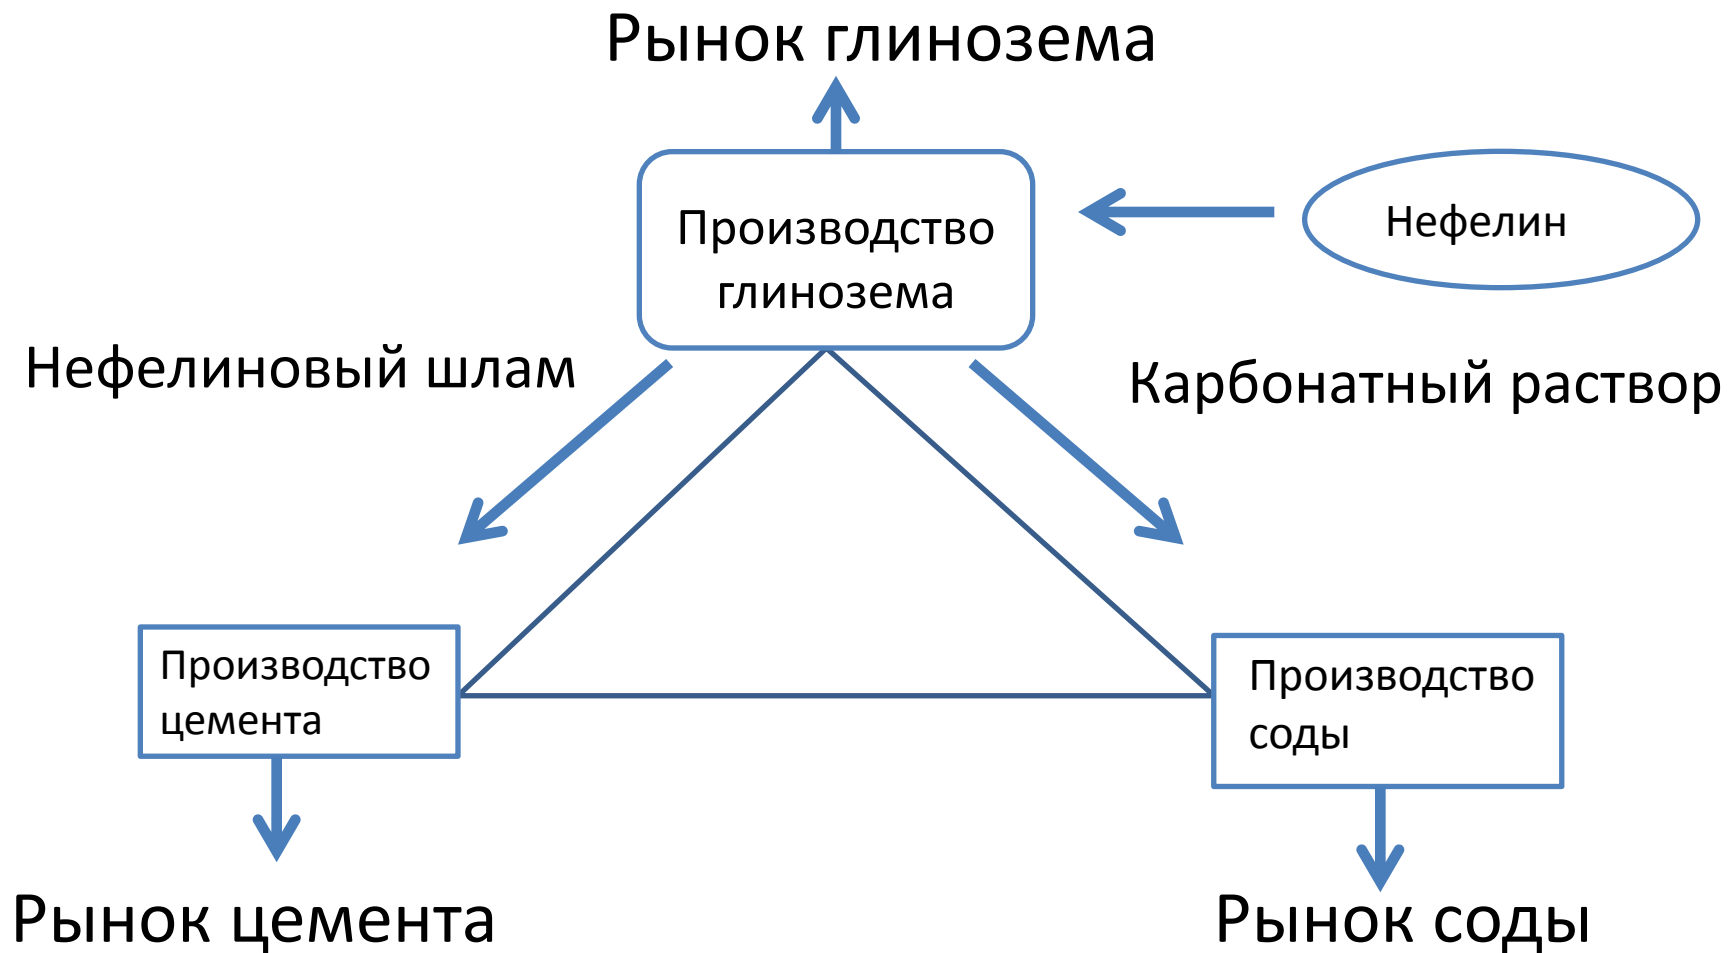 Рынок глинозема
Производство
глинозема
Нефелин
Нефелиновый шлам
Карбонатный раствор
Производство
цемента
Производство
соды
Рынок цемента
Рынок соды